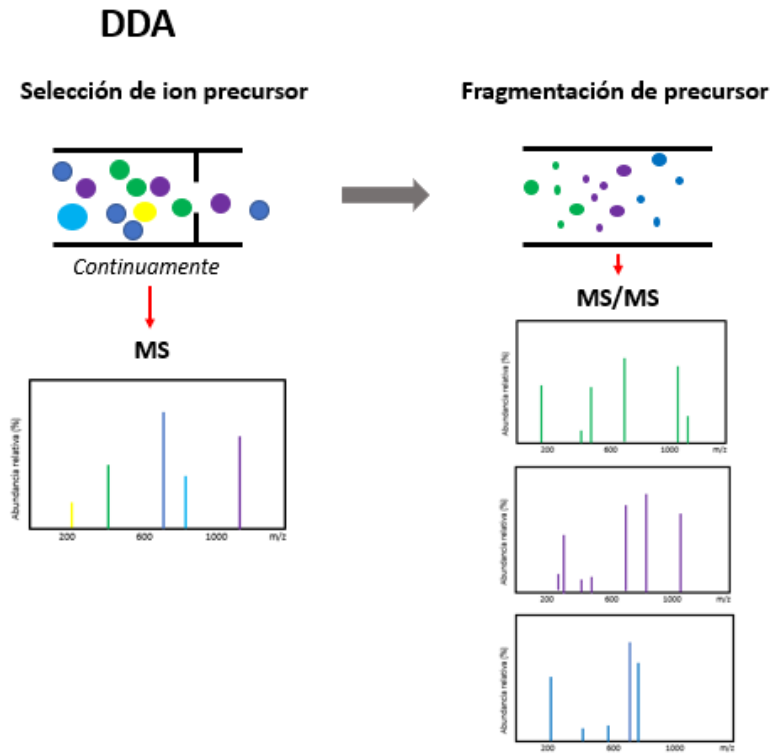 DDA
Selección de ion precursor
Fragmentación de precursor
Continuamente
MS
Abundancia relativa (%)
200 600 1000 m/z
MS/MS
Abundancia relativa (%)
200 600 1000 m/z
Abundancia relativa (%)
200 600 1000 m/z
Abundancia relativa (%)
200 600 1000 m/z